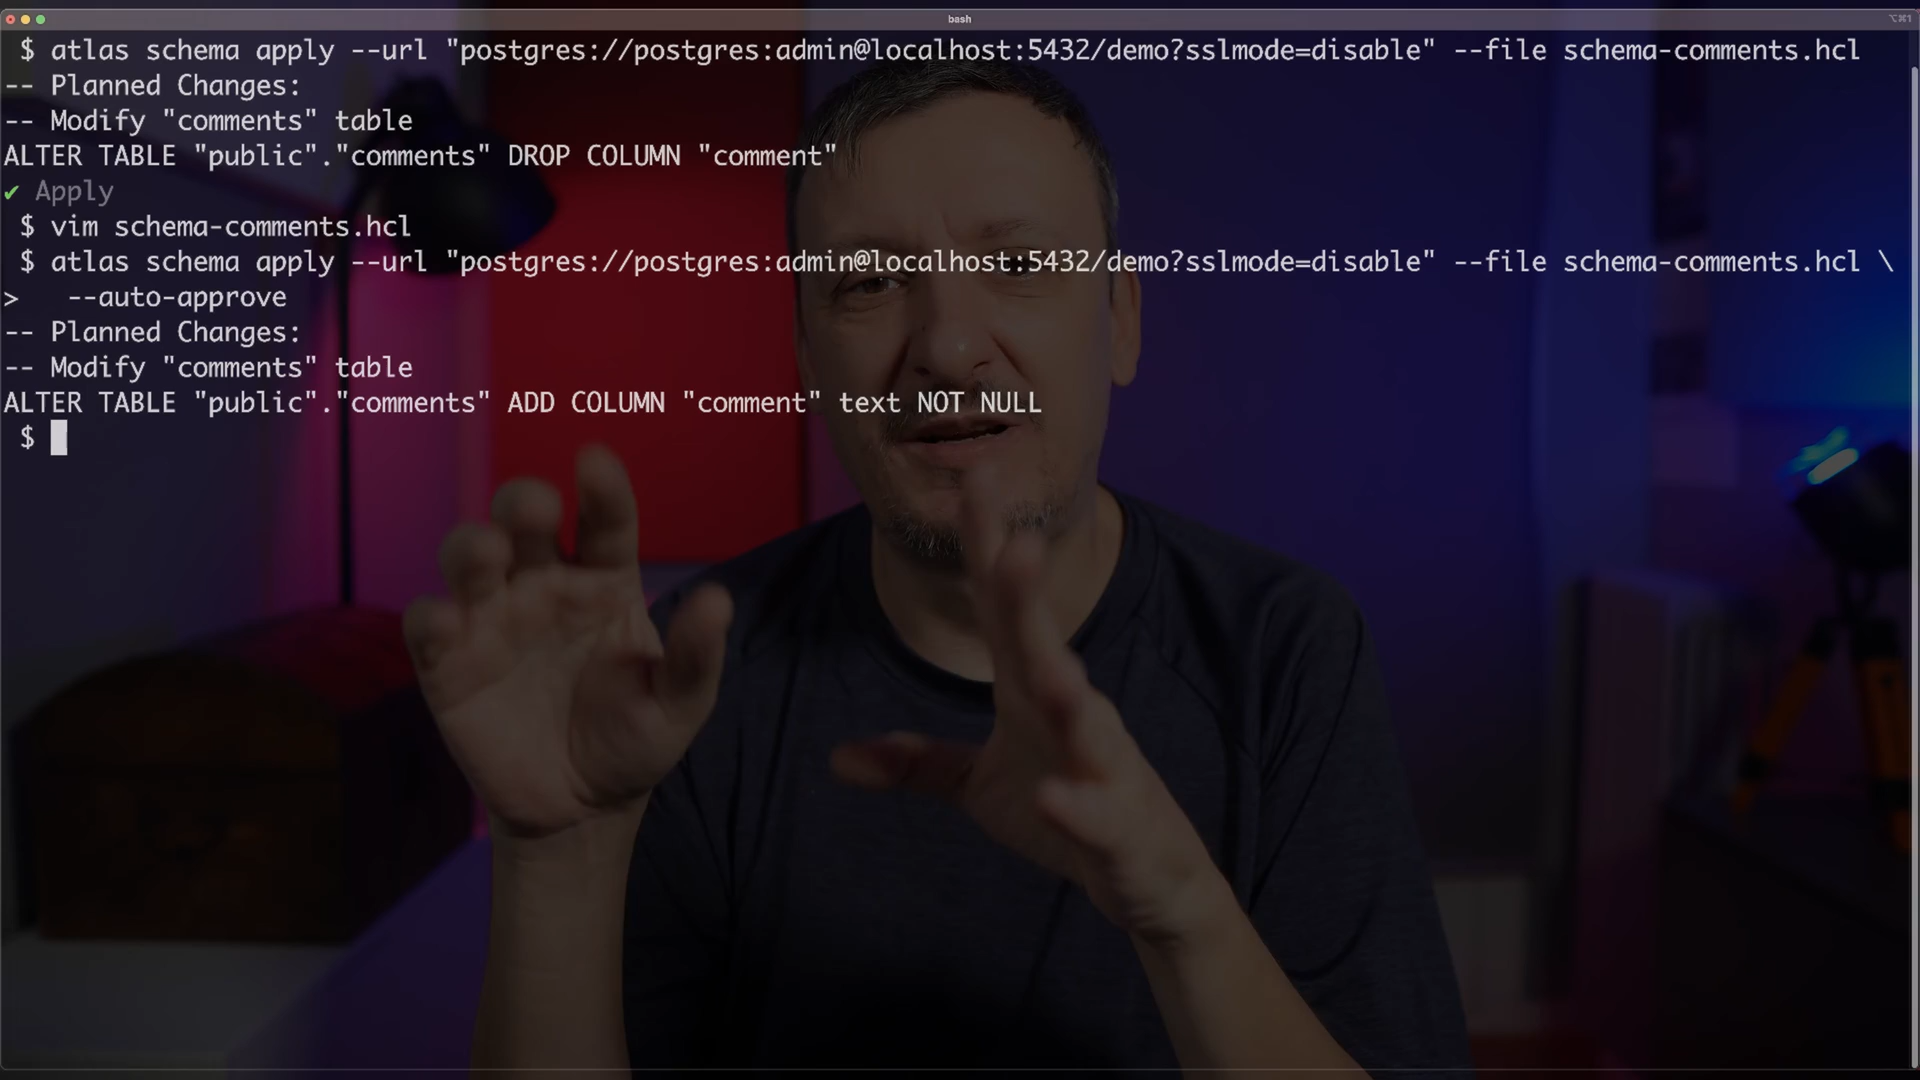 bash
⌥⌘1
$ atlas schema apply --url "postgres://postgres:admin@localhost:5432/demo?sslmode=disable" --file schema-comments.hcl
-- Planned Changes:
-- Modify "comments" table
ALTER TABLE "public"."comments" DROP COLUMN "comment"
✔ Apply
$ vim schema-comments.hcl
$ atlas schema apply --url "postgres://postgres:admin@localhost:5432/demo?sslmode=disable" --file schema-comments.hcl \
>   --auto-approve
-- Planned Changes:
-- Modify "comments" table
ALTER TABLE "public"."comments" ADD COLUMN "comment" text NOT NULL
$